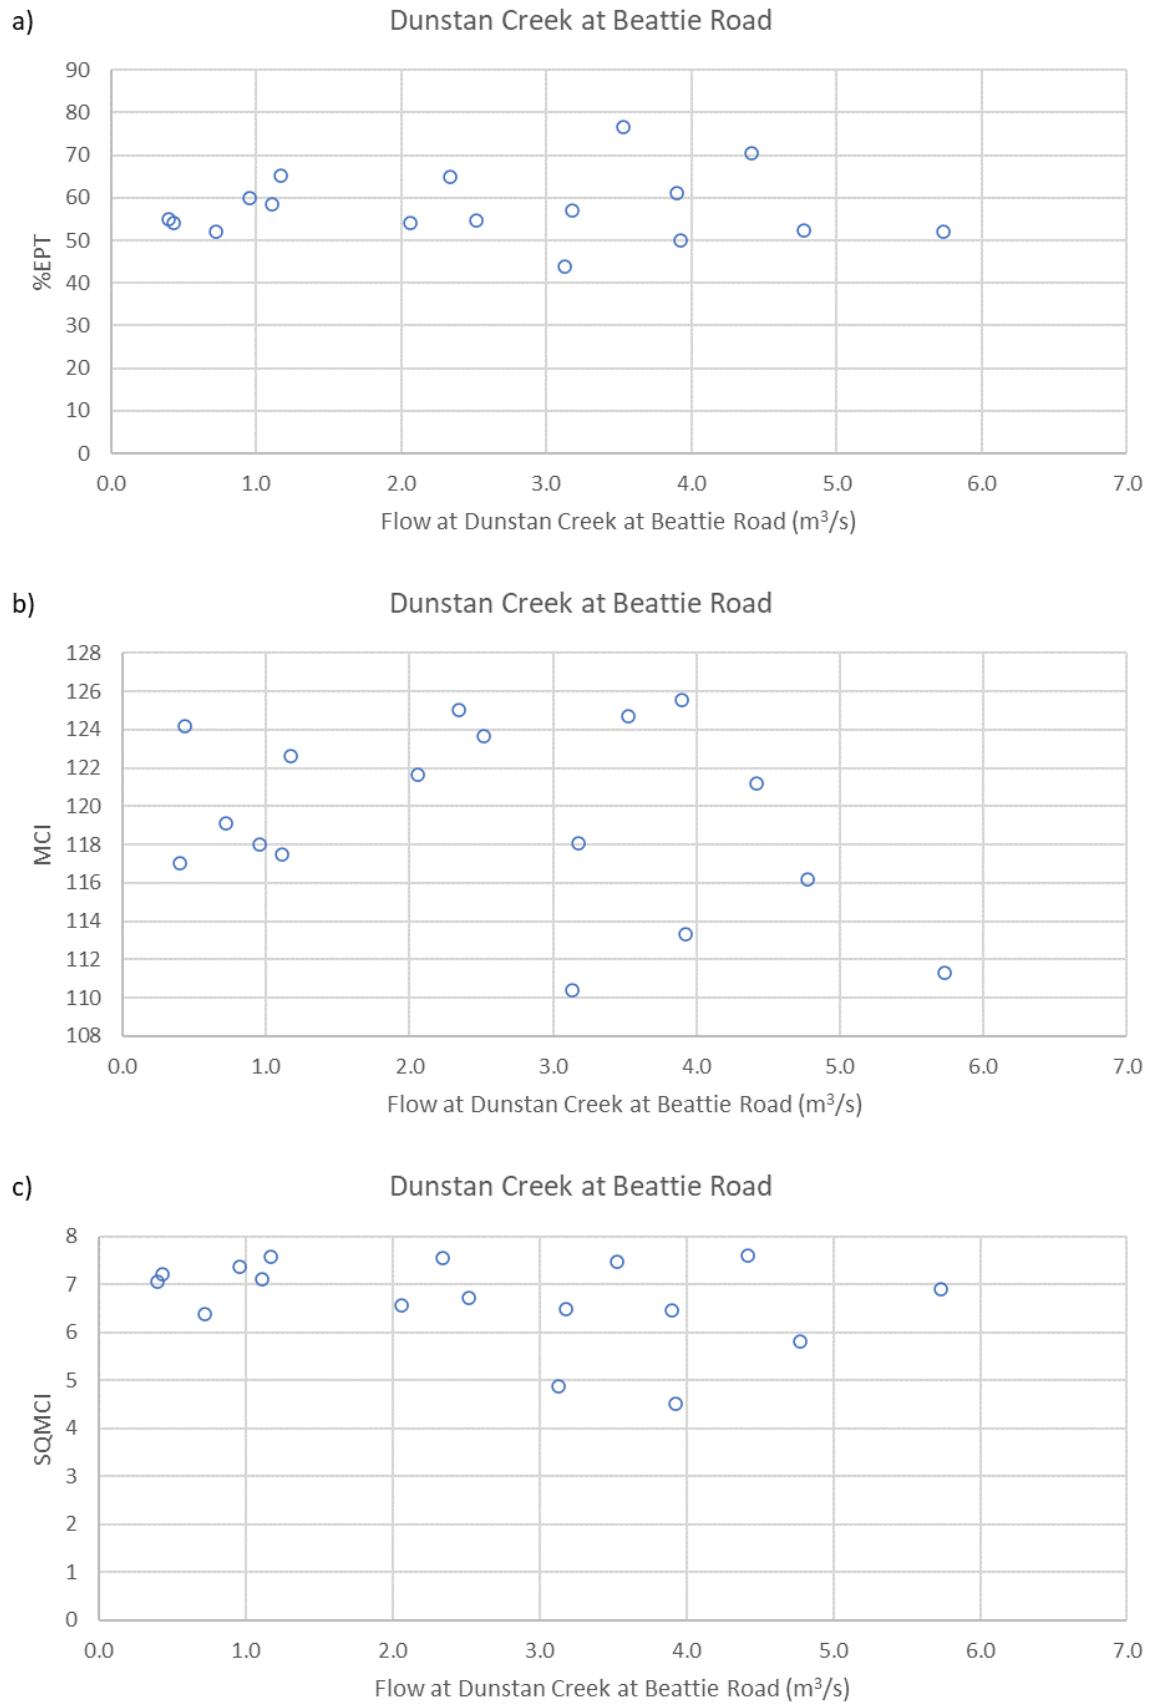 a)
Dunstan Creek at Beattie Road
90
80
70
60
50
40
30
20
10
0
%EPT
0.0 1.0 2.0 3.0 4.0 5.0 6.0 7.0
Flow at Dunstan Creek at Beattie Road (m³/s)
b)
Dunstan Creek at Beattie Road
128
126
124
122
120
118
116
114
112
110
108
MCI
0.0 1.0 2.0 3.0 4.0 5.0 6.0 7.0
Flow at Dunstan Creek at Beattie Road (m³/s)
c)
Dunstan Creek at Beattie Road
8
7
6
5
4
3
2
1
0
SQMCI
0.0 1.0 2.0 3.0 4.0 5.0 6.0 7.0
Flow at Dunstan Creek at Beattie Road (m³/s)